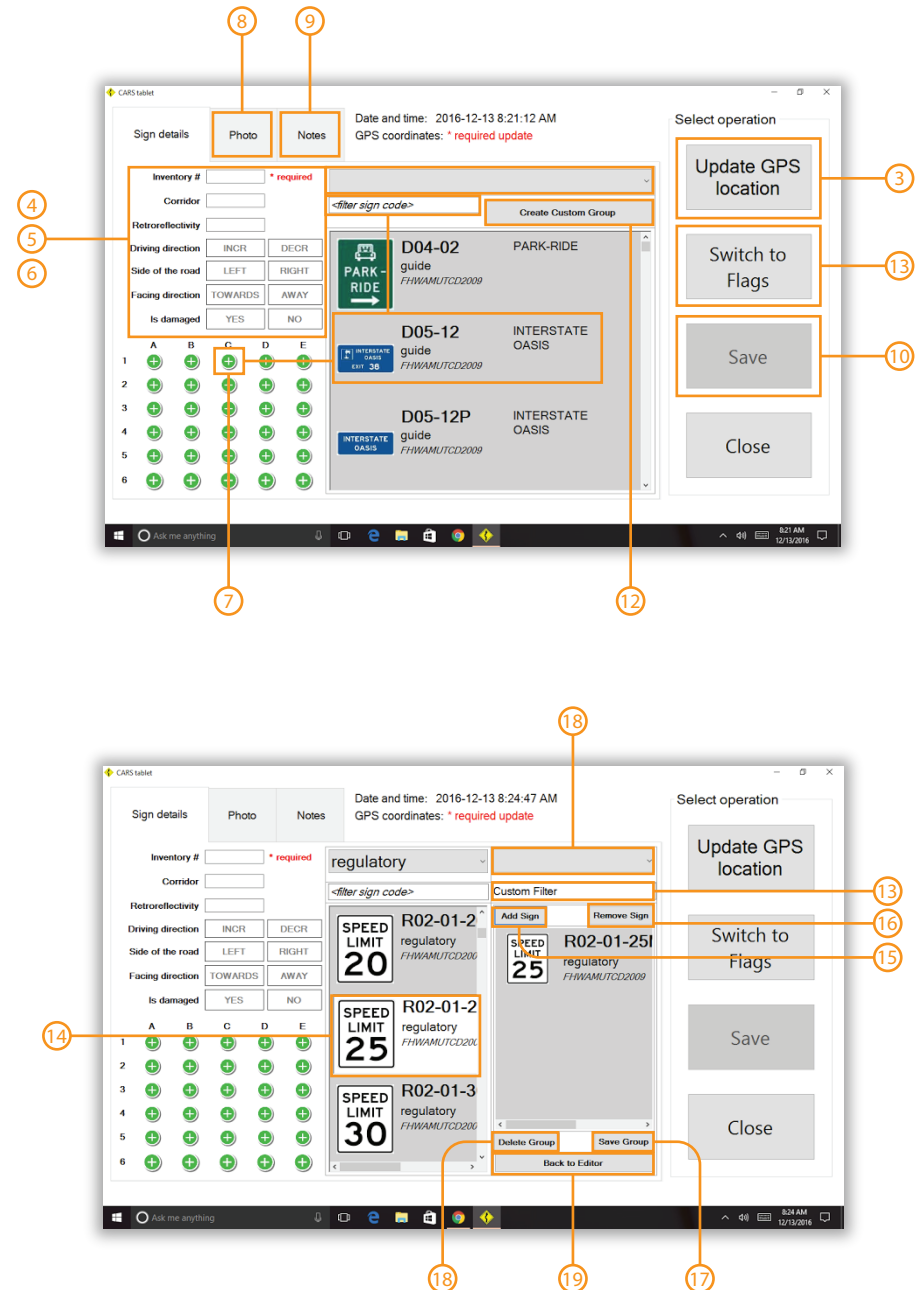 8
9
CARS tablet
Sign details
Photo
Notes
Date and time: 2016-12-13 8:21:12 AM
GPS coordinates: * required update
Select operation
Inventory #
* required
Corridor
Retroreflectivity
Driving direction INCR DECR
Side of the road LEFT RIGHT
Facing direction TOWARDS AWAY
Is damaged YES NO
4
5
6
<filter sign code>
Create Custom Group
PARK-
RIDE
D04-02
guide
FHWAMUTCD2009
PARK-RIDE
INTERSTATE
OASIS
EXIT 36
D05-12
guide
FHWAMUTCD2009
INTERSTATE
OASIS
INTERSTATE
OASIS
D05-12P
guide
FHWAMUTCD2009
INTERSTATE
OASIS
A B C D E
1
2
3
4
5
6
Update GPS
location
3
Switch to
Flags
13
Save
10
Close
Ask me anything
8:21 AM
12/13/2016
7
12
18
CARS tablet
Sign details
Photo
Notes
Date and time: 2016-12-13 8:24:47 AM
GPS coordinates: * required update
Select operation
Inventory #
* required
Corridor
Retroreflectivity
Driving direction INCR DECR
Side of the road LEFT RIGHT
Facing direction TOWARDS AWAY
Is damaged YES NO
regulatory
<filter sign code>
Custom Filter
13
Add Sign
Remove Sign
16
15
SPEED
LIMIT
20
R02-01-2
regulatory
FHWAMUTCD200
14
SPEED
LIMIT
25
R02-01-2
regulatory
FHWAMUTCD200
SPEED
LIMIT
30
R02-01-3
regulatory
FHWAMUTCD200
SPEED
LIMIT
25
R02-01-25
regulatory
FHWAMUTCD2009
A B C D E
1
2
3
4
5
6
Delete Group
Save Group
Back to Editor
Update GPS
location
Switch to
Flags
Save
Close
Ask me anything
8:24 AM
12/13/2016
18
19
17